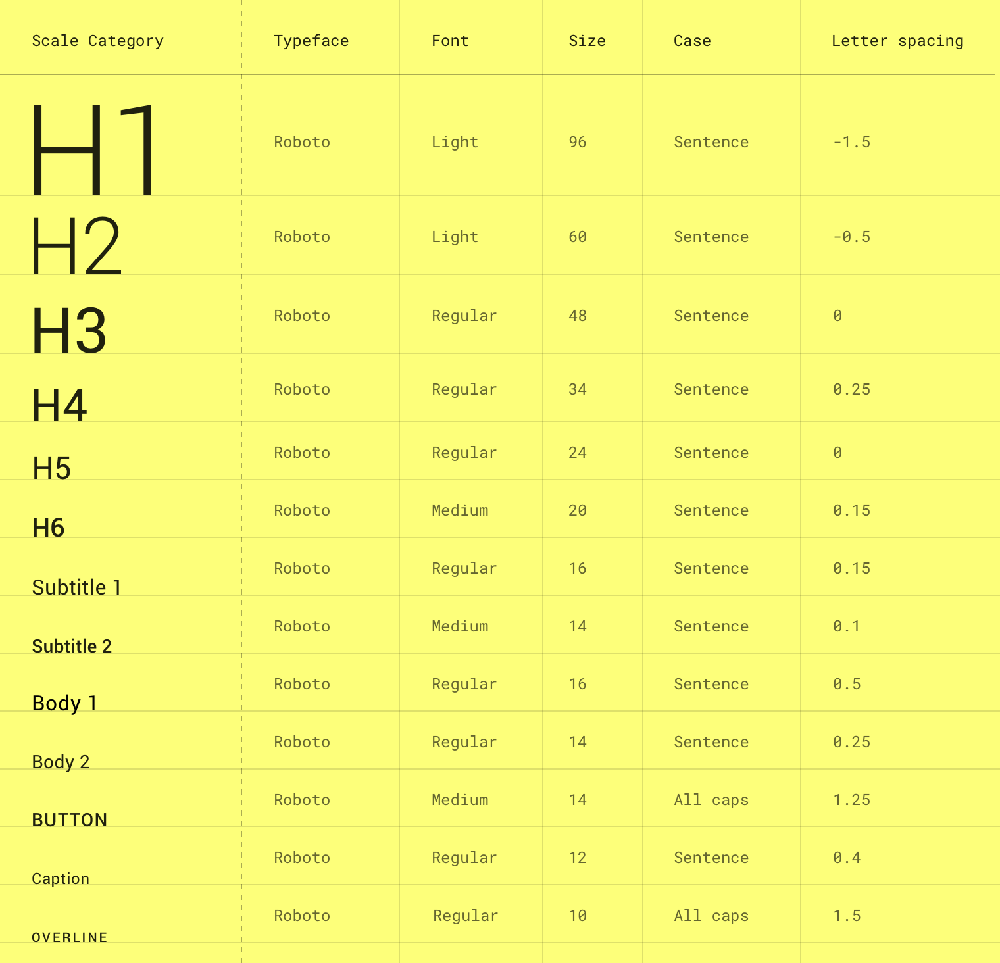 Scale Category Typeface Font Size Case Letter spacing
H1 Roboto Light 96 Sentence -1.5
H2 Roboto Light 60 Sentence -0.5
H3 Roboto Regular 48 Sentence 0
H4 Roboto Regular 34 Sentence 0.25
H5 Roboto Regular 24 Sentence 0
H6 Roboto Medium 20 Sentence 0.15
Subtitle 1 Roboto Regular 16 Sentence 0.15
Subtitle 2 Roboto Medium 14 Sentence 0.1
Body 1 Roboto Regular 16 Sentence 0.5
Body 2 Roboto Regular 14 Sentence 0.25
BUTTON Roboto Medium 14 All caps 1.25
Caption Roboto Regular 12 Sentence 0.4
OVERLINE Roboto Regular 10 All caps 1.5